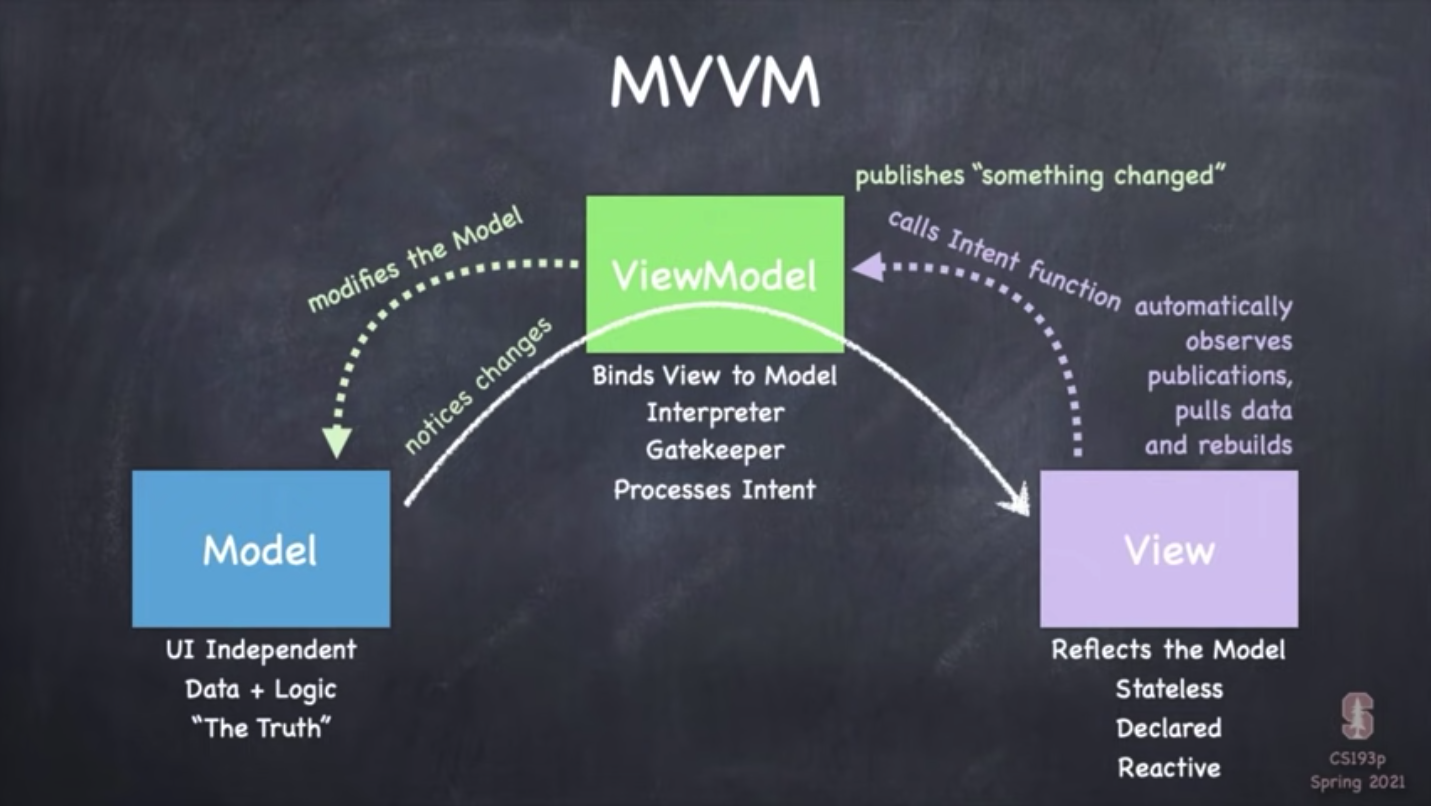 MVVM
publishes “something changed”
modifies the Model
calls Intent function
ViewModel
automatically
observes
publications,
pulls data
and rebuilds
notices changes
Binds View to Model
Interpreter
Gatekeeper
Processes Intent
Model
UI Independent
Data + Logic
“The Truth”
View
Reflects the Model
Stateless
Declared
Reactive
S
CS193p
Spring 2021